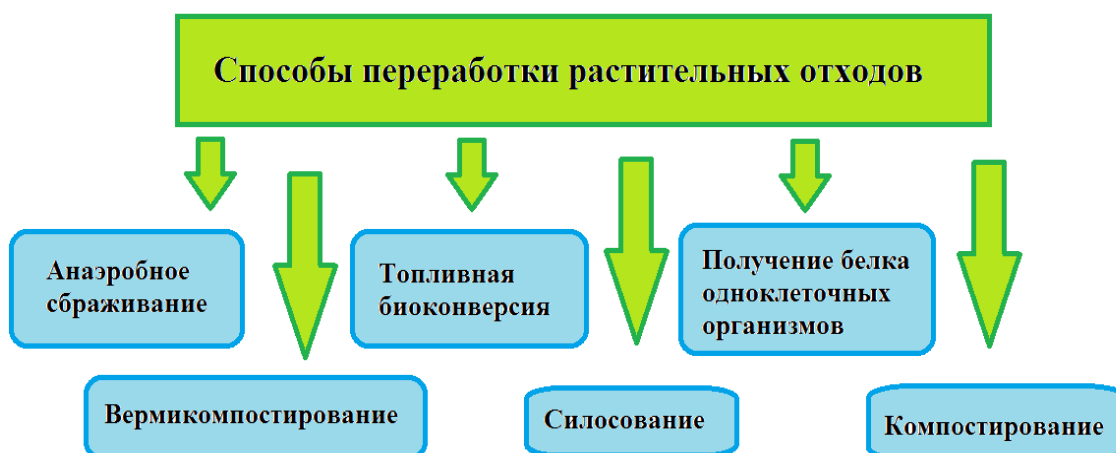 Способы переработки растительных отходов
Анаэробное
сбраживание
Топливная
биоконверсия
Получение белка
одноклеточных
организмов
Вермикомпостирование
Силосование
Компостирование